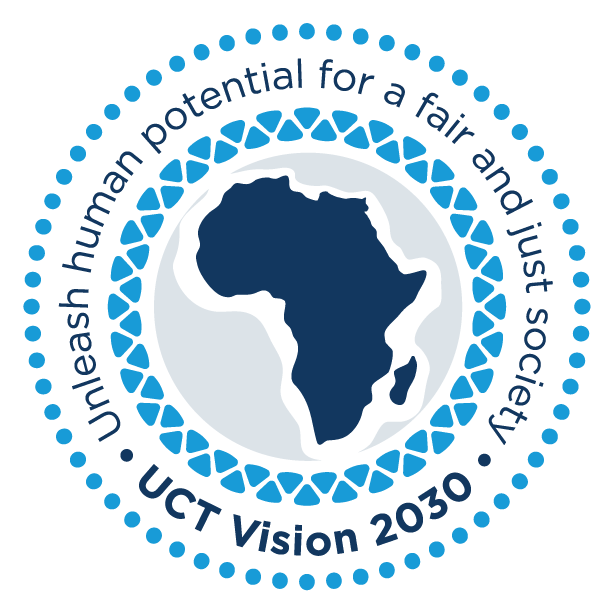 Unleash human potential for a fair and just society
UCT Vision 2030